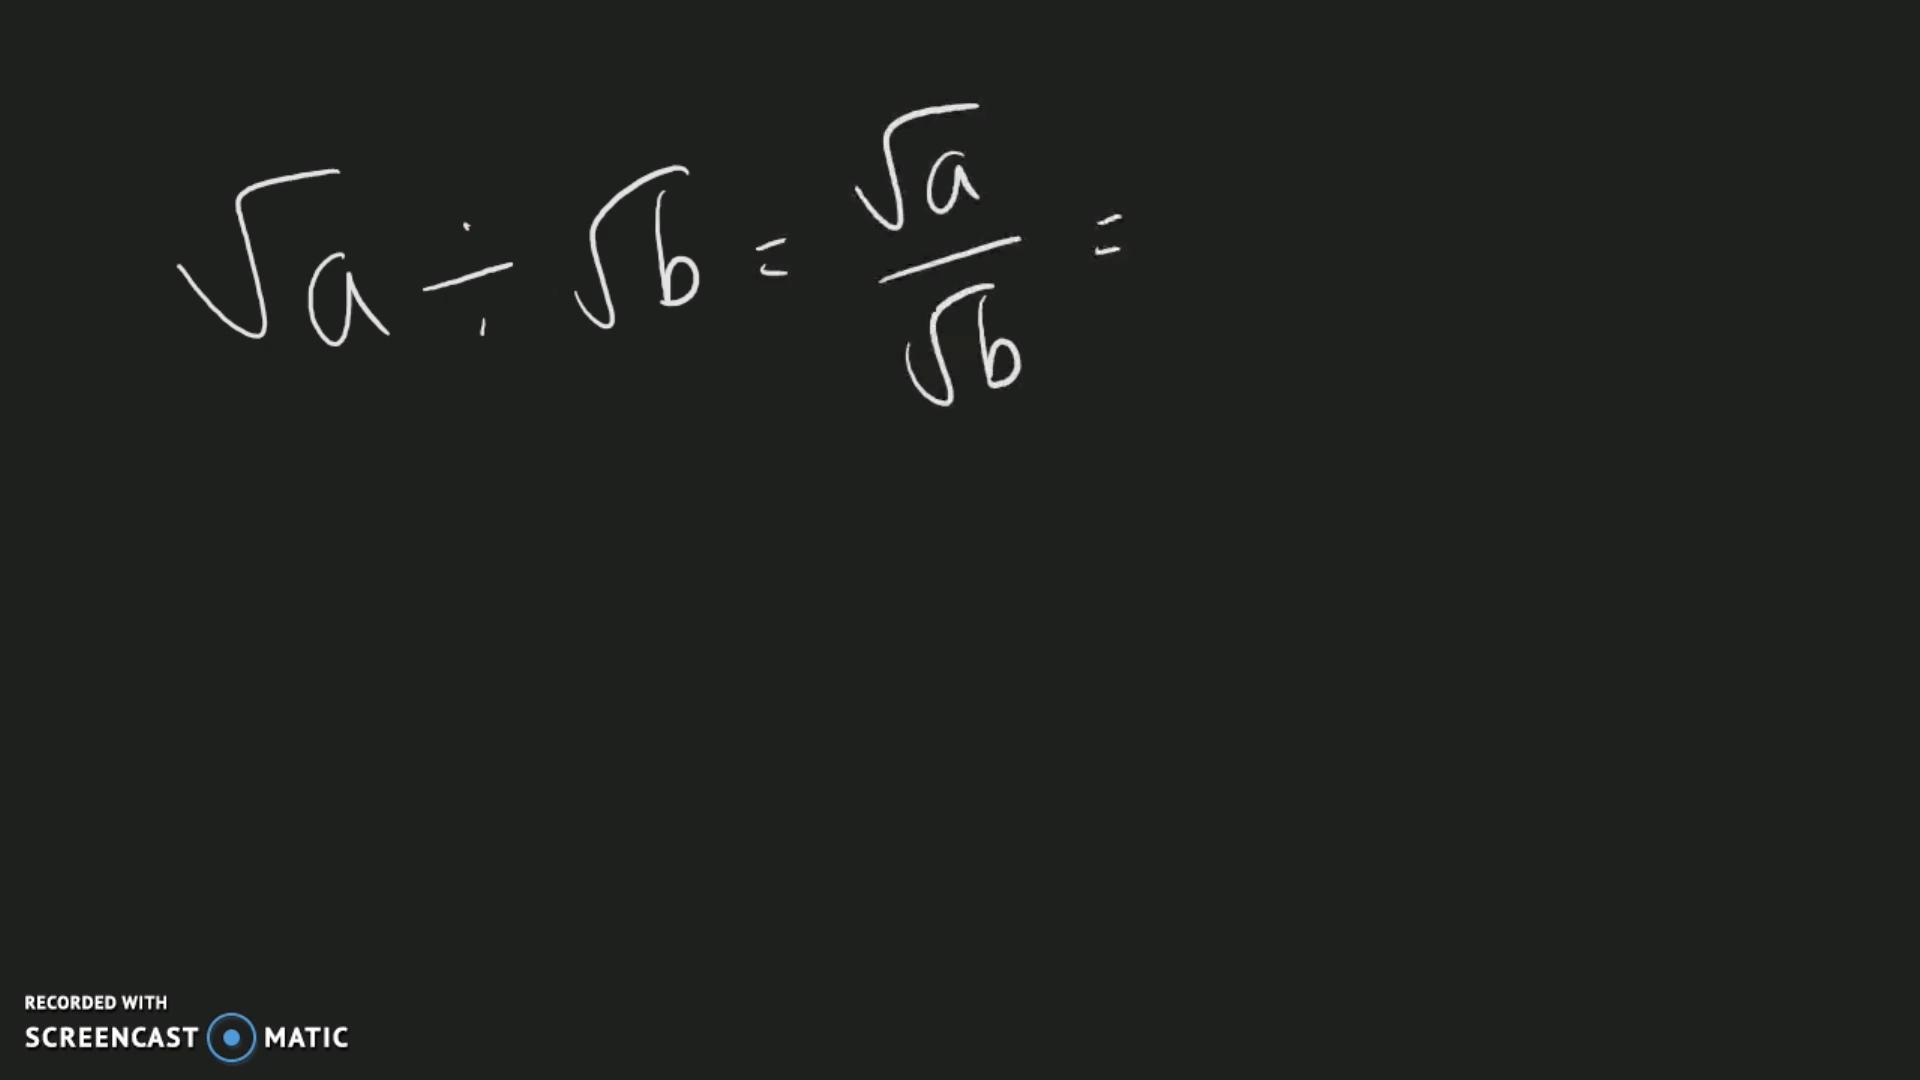 √a ÷ √b = √a/√b =
RECORDED WITH
SCREENCAST MATIC